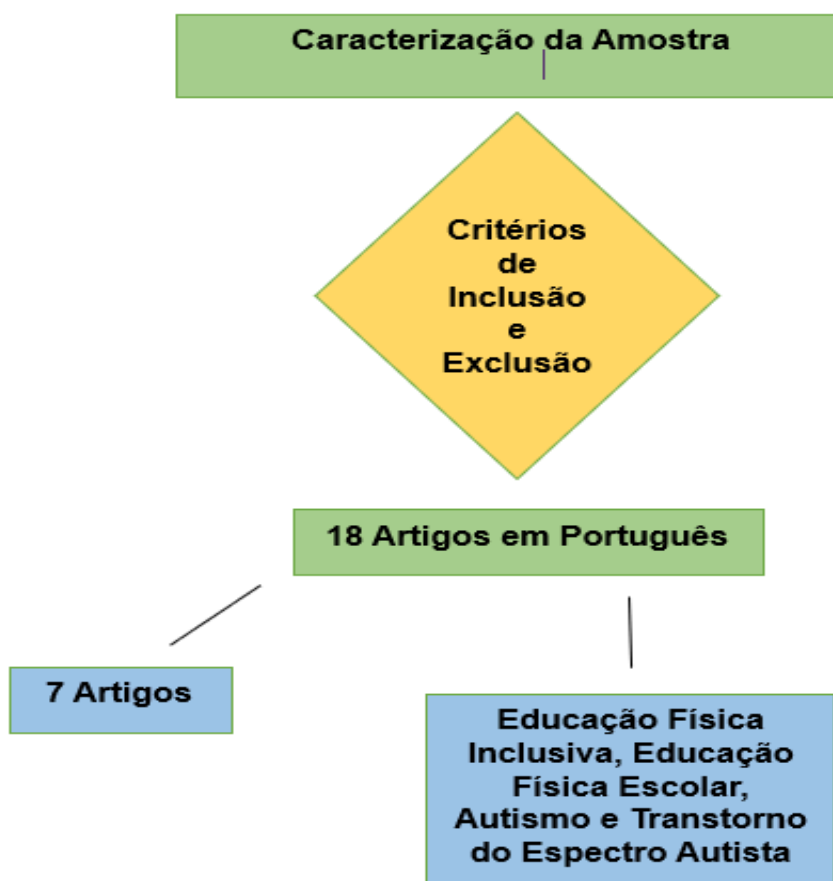 Caracterização da Amostra
Critérios
de
Inclusão
e
Exclusão
18 Artigos em Português
7 Artigos
Educação Física
Inclusiva, Educação
Física Escolar,
Autismo e Transtorno
do Espectro Autista